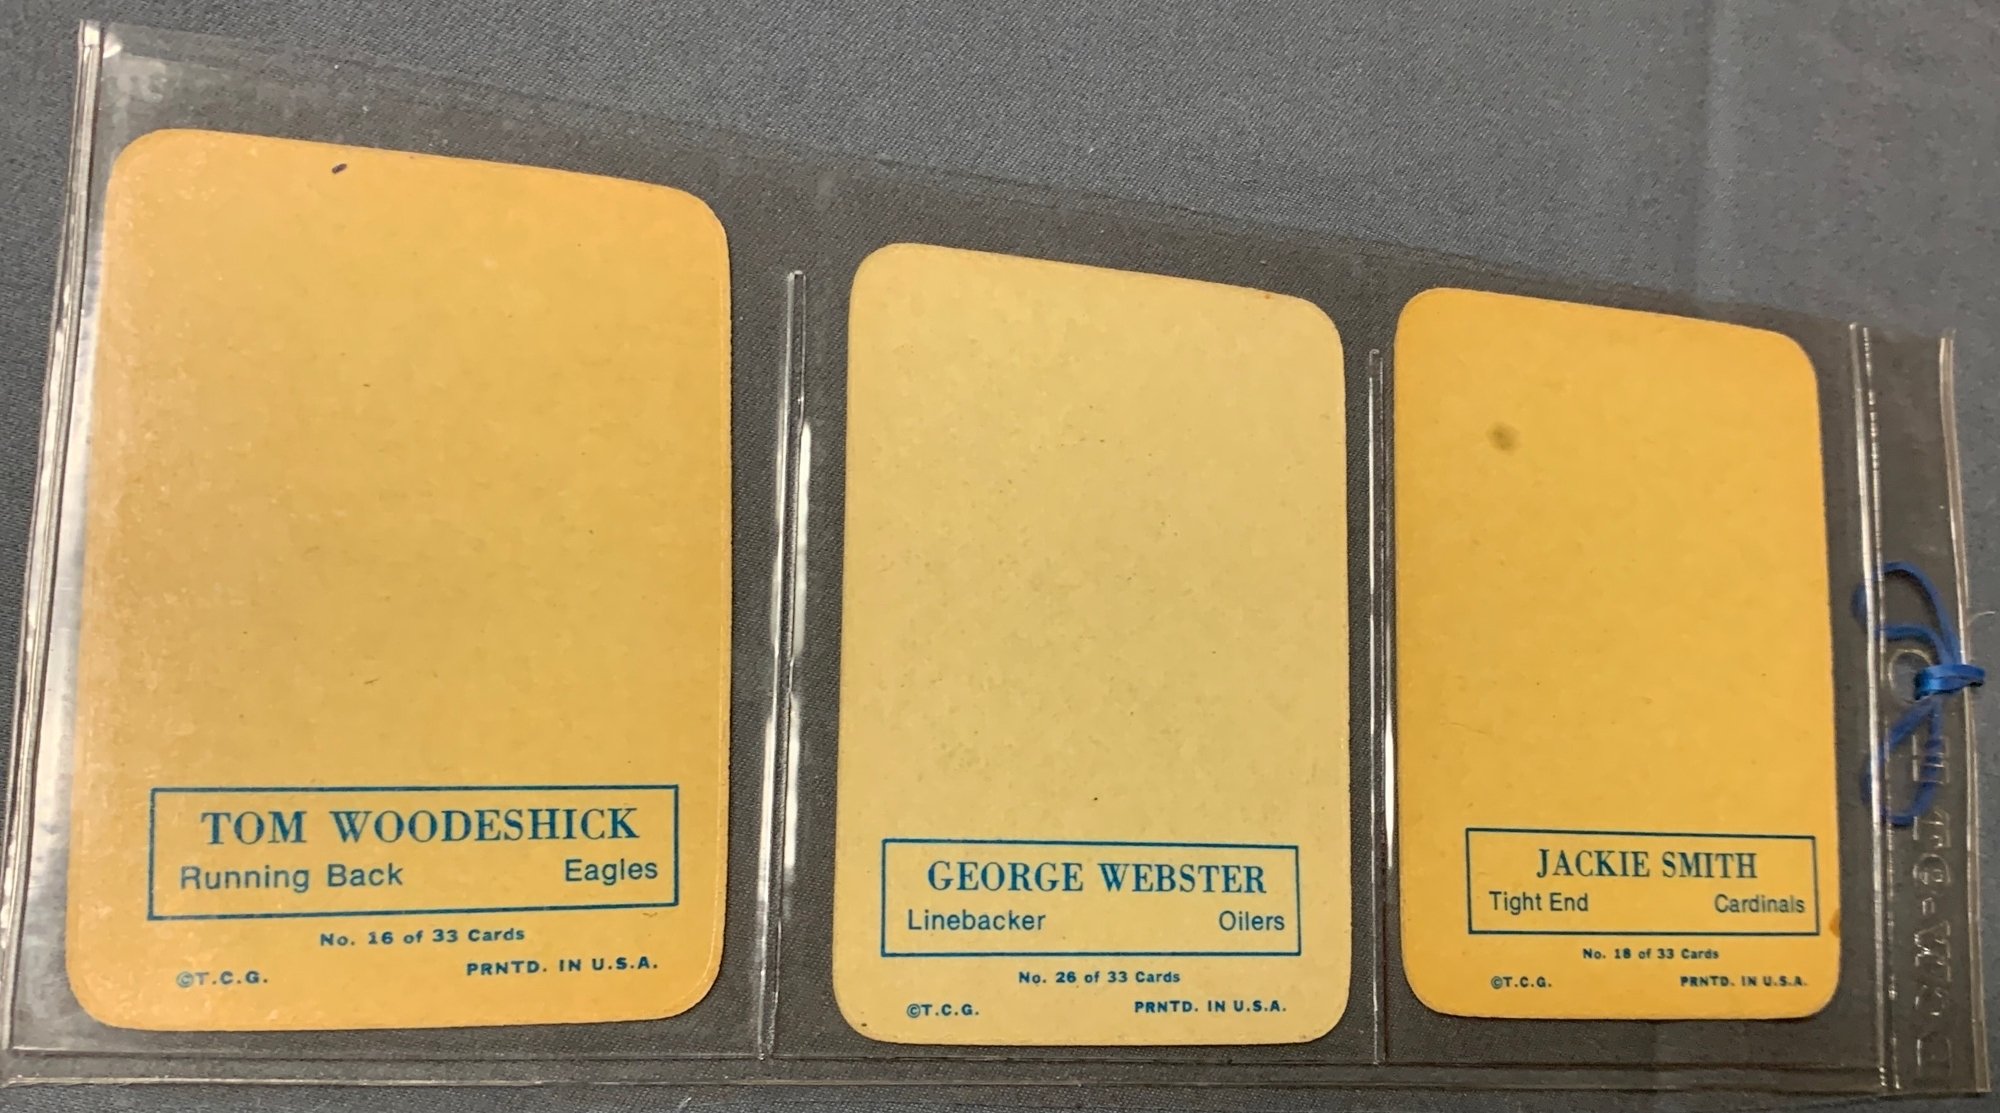 TOM WOODESHICK
Running Back Eagles
No. 16 of 33 Cards
©T.C.G. PRNTD. IN U.S.A.
GEORGE WEBSTER
Linebacker Oilers
No. 26 of 33 Cards
©T.C.G. PRNTD. IN U.S.A.
JACKIE SMITH
Tight End Cardinals
No. 18 of 33 Cards
©T.C.G. PRNTD. IN U.S.A.